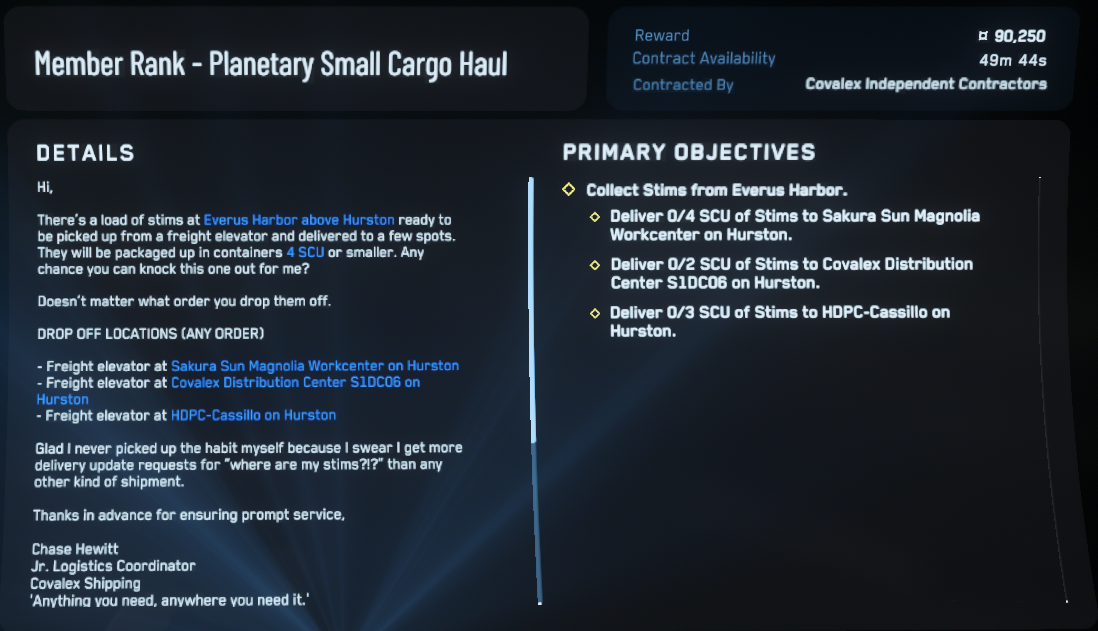 Member Rank - Planetary Small Cargo Haul
Reward ¤ 90,250
Contract Availability 49m 44s
Contracted By Covalex Independent Contractors
DETAILS
Hi,
There's a load of stims at Everus Harbor above Hurston ready to
be picked up from a freight elevator and delivered to a few spots.
They will be packaged up in containers 4 SCU or smaller. Any
chance you can knock this one out for me?
Doesn't matter what order you drop them off.
DROP OFF LOCATIONS (ANY ORDER)
- Freight elevator at Sakura Sun Magnolia Workcenter on Hurston
- Freight elevator at Covalex Distribution Center S1DC06 on
Hurston
- Freight elevator at HDPC-Cassillo on Hurston
Glad I never picked up the habit myself because I swear I get more
delivery update requests for "where are my stims?!?" than any
other kind of shipment.
Thanks in advance for ensuring prompt service,
Chase Hewitt
Jr. Logistics Coordinator
Covalex Shipping
'Anything you need, anywhere you need it.'
PRIMARY OBJECTIVES
Collect Stims from Everus Harbor.
Deliver 0/4 SCU of Stims to Sakura Sun Magnolia
Workcenter on Hurston.
Deliver 0/2 SCU of Stims to Covalex Distribution
Center S1DC06 on Hurston.
Deliver 0/3 SCU of Stims to HDPC-Cassillo on
Hurston.